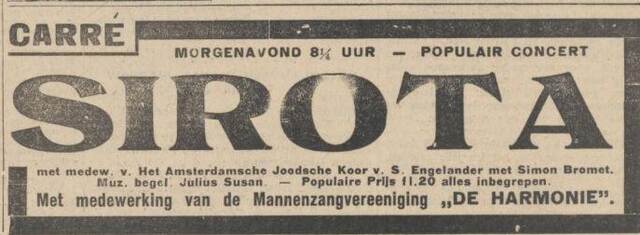 CARRÉ
MORGENAVOND 8¼ UUR — POPULAIR CONCERT
SIROTA
met medew. v. Het Amsterdamsche Joodsche Koor v. S. Engelander met Simon Bromet.
Muz. begel. Julius Susan. — Populaire Prijs f1.20 alles inbegrepen.
Met medewerking van de Mannenzangvereeniging „DE HARMONIE".